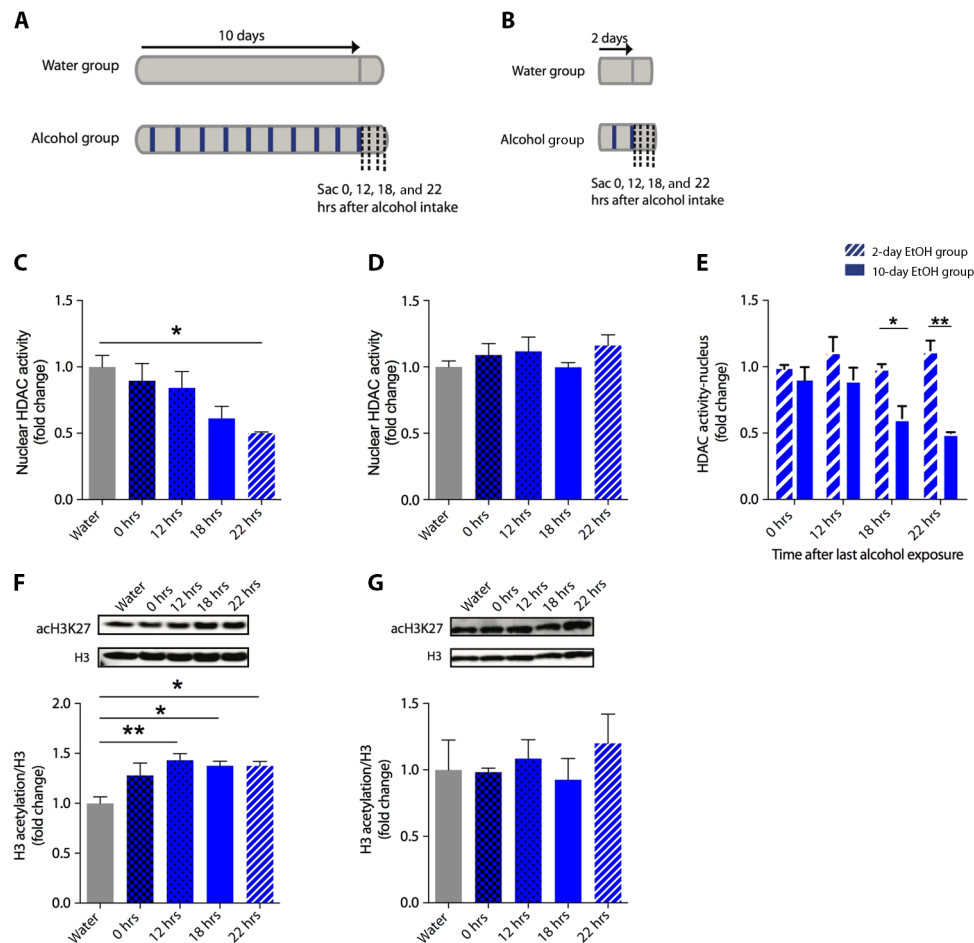 A
10 days
Water group
Alcohol group
Sac 0, 12, 18, and 22
hrs after alcohol intake
B
2 days
Water group
Alcohol group
Sac 0, 12, 18, and 22
hrs after alcohol intake
C
Nuclear HDAC activity
(fold change)
1.5
1.0
0.5
0.0
*
Water
0 hrs
12 hrs
18 hrs
22 hrs
D
Nuclear HDAC activity
(fold change)
1.5
1.0
0.5
0.0
Water
0 hrs
12 hrs
18 hrs
22 hrs
E
2-day EtOH group
10-day EtOH group
HDAC activity-nucleus
(fold change)
1.5
1.0
0.5
0.0
*
**
0 hrs
12 hrs
18 hrs
22 hrs
Time after last alcohol exposure
F
Water
0 hrs
12 hrs
18 hrs
22 hrs
acH3K27
H3
H3 acetylation/H3
(fold change)
2.0
1.5
1.0
0.5
0.0
*
*
**
Water
0 hrs
12 hrs
18 hrs
22 hrs
G
Water
0 hrs
12 hrs
18 hrs
22 hrs
acH3K27
H3
H3 acetylation/H3
(fold change)
1.5
1.0
0.5
0.0
Water
0 hrs
12 hrs
18 hrs
22 hrs